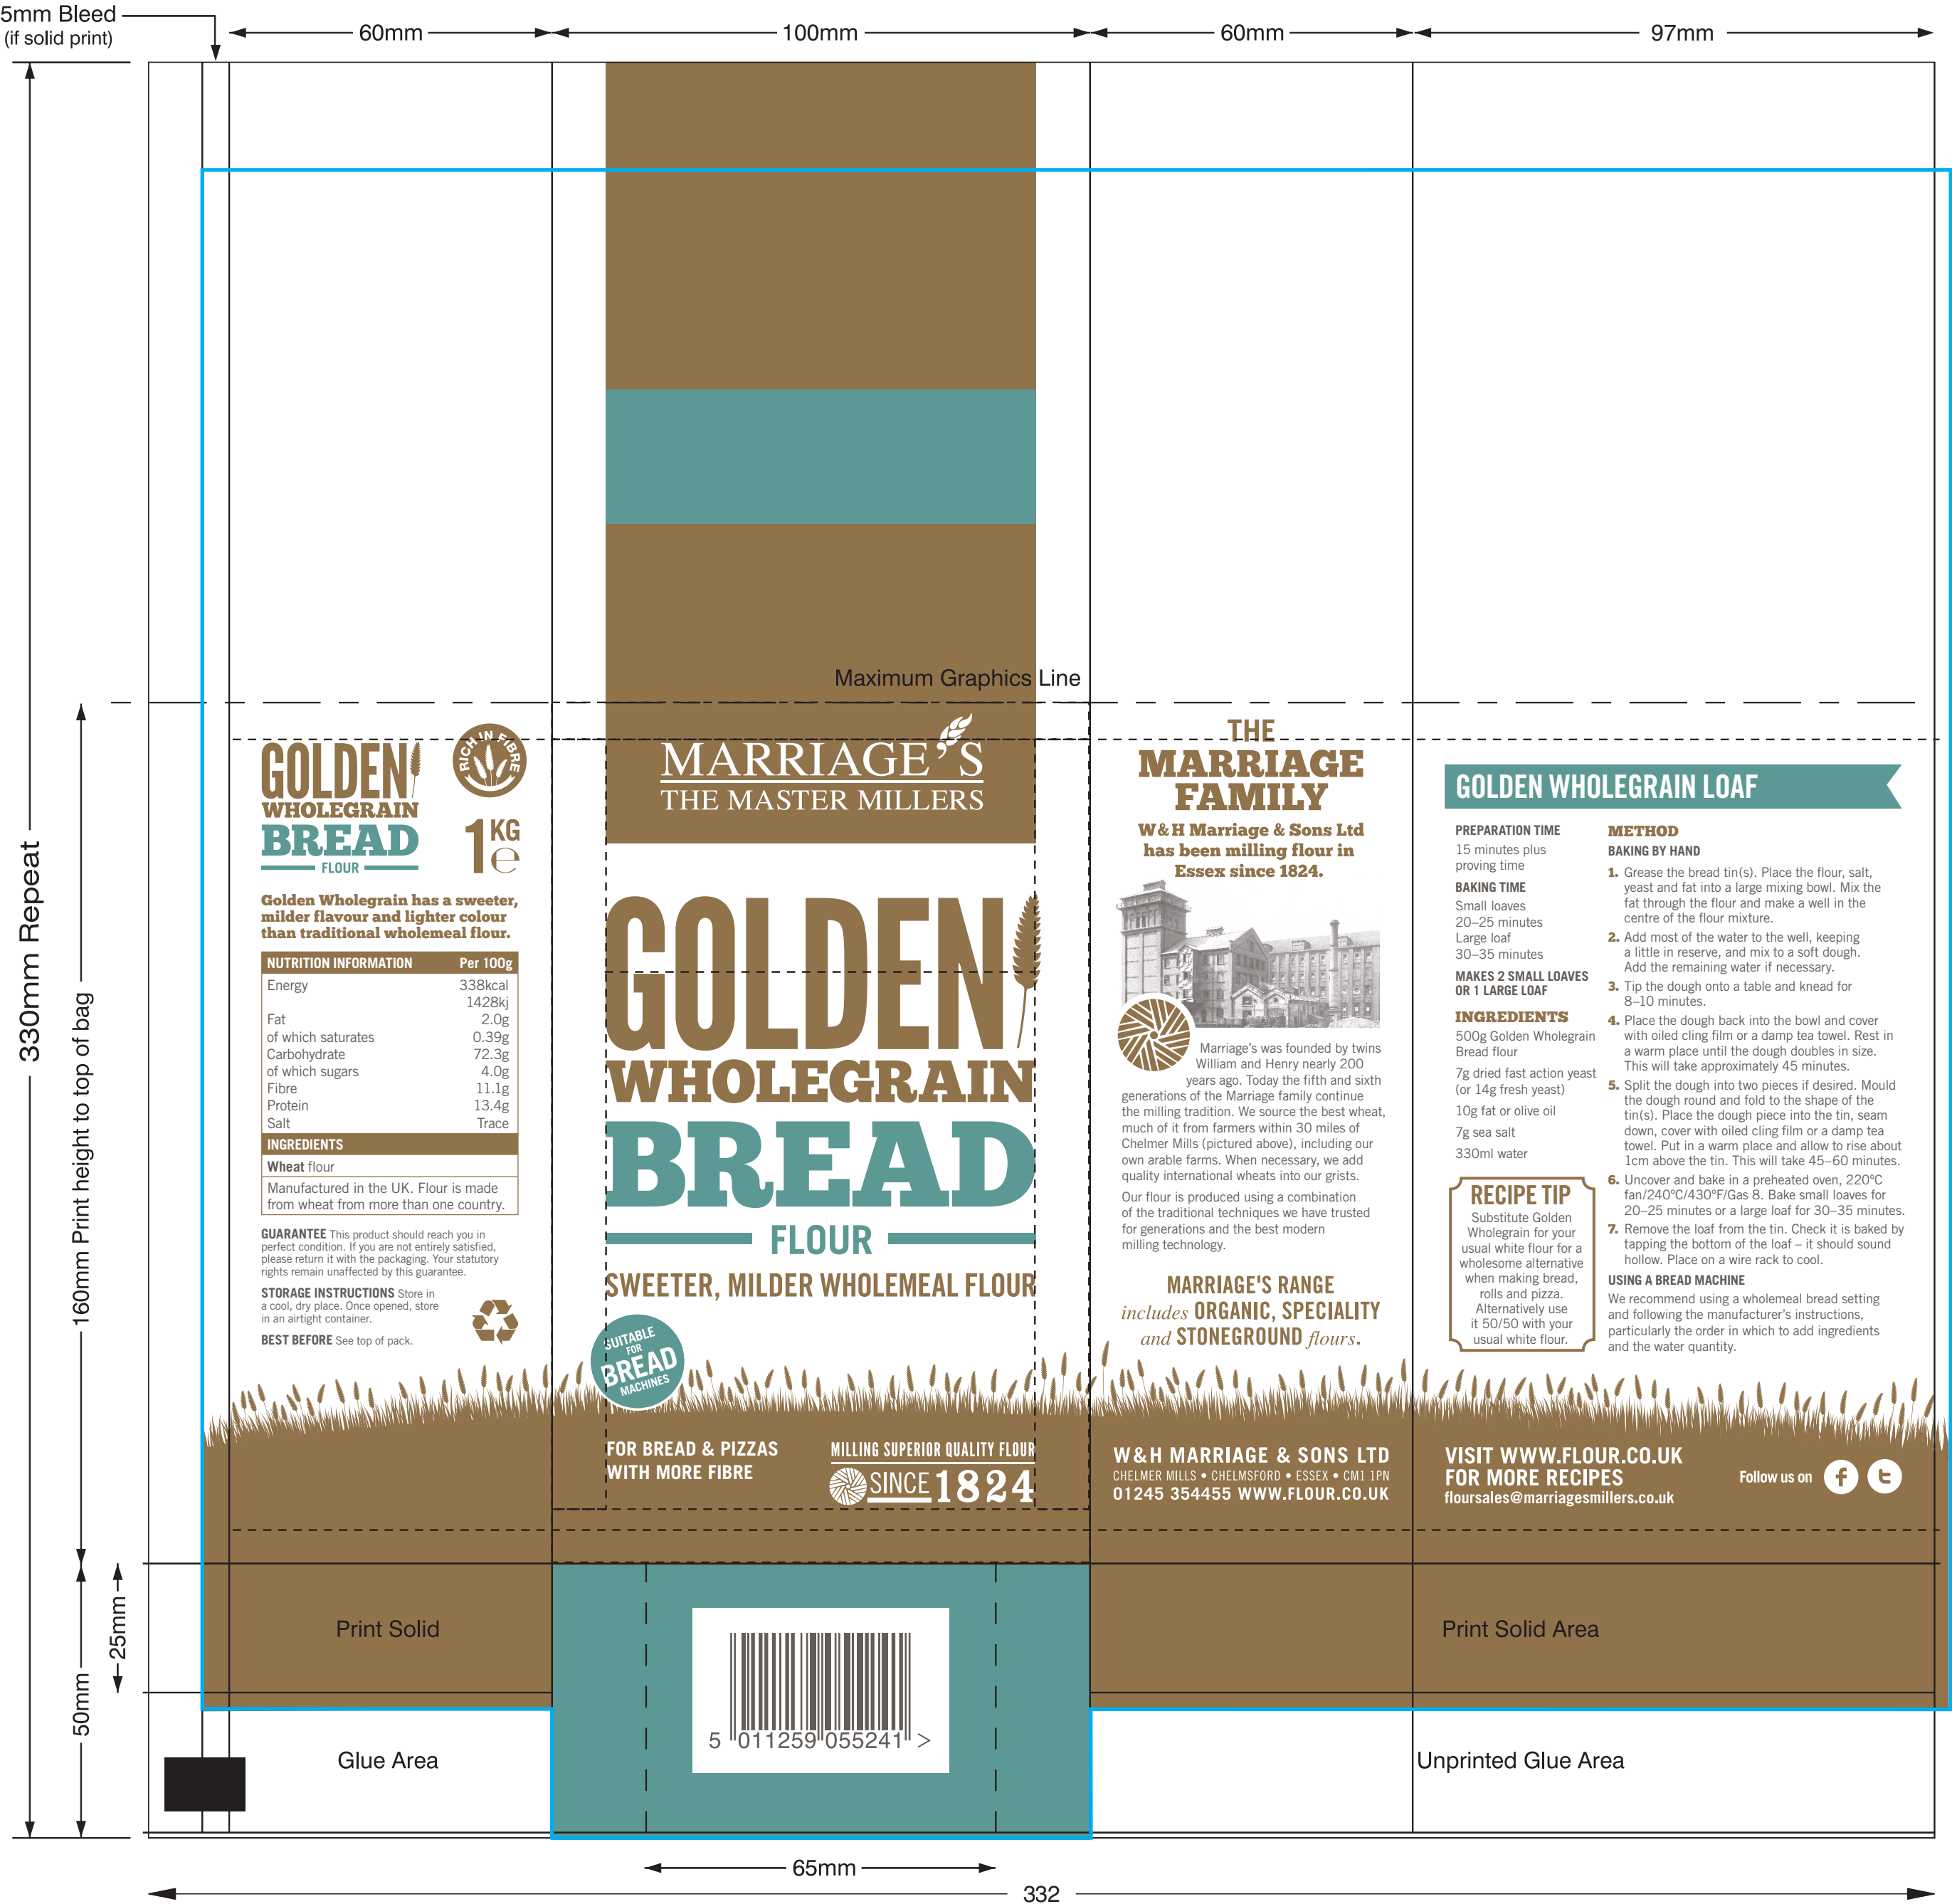 5mm Bleed
(if solid print)
60mm
100mm
60mm
97mm
330mm Repeat
160mm Print height to top of bag
25mm
50mm
Maximum Graphics Line
GOLDEN
WHOLEGRAIN
BREAD
FLOUR
RICH IN FIBRE
1KG
e
Golden Wholegrain has a sweeter,
milder flavour and lighter colour
than traditional wholemeal flour.
NUTRITION INFORMATION Per 100g
Energy 338kcal
1428kj
Fat 2.0g
of which saturates 0.39g
Carbohydrate 72.3g
of which sugars 4.0g
Fibre 11.1g
Protein 13.4g
Salt Trace
INGREDIENTS
Wheat flour
Manufactured in the UK. Flour is made
from wheat from more than one country.
GUARANTEE This product should reach you in
perfect condition. If you are not entirely satisfied,
please return it with the packaging. Your statutory
rights remain unaffected by this guarantee.
STORAGE INSTRUCTIONS Store in
a cool, dry place. Once opened, store
in an airtight container.
BEST BEFORE See top of pack.
Print Solid
Glue Area
MARRIAGE'S
THE MASTER MILLERS
GOLDEN
WHOLEGRAIN
BREAD
FLOUR
SWEETER, MILDER WHOLEMEAL FLOUR
SUITABLE
FOR
BREAD
MACHINES
FOR BREAD & PIZZAS
WITH MORE FIBRE
MILLING SUPERIOR QUALITY FLOUR
SINCE 1824
5 011259 055241 >
65mm
332
THE
MARRIAGE
FAMILY
W&H Marriage & Sons Ltd
has been milling flour in
Essex since 1824.
Marriage's was founded by twins
William and Henry nearly 200
years ago. Today the fifth and sixth
generations of the Marriage family continue
the milling tradition. We source the best wheat,
much of it from farmers within 30 miles of
Chelmer Mills (pictured above), including our
own arable farms. When necessary, we add
quality international wheats into our grists.
Our flour is produced using a combination
of the traditional techniques we have trusted
for generations and the best modern
milling technology.
MARRIAGE'S RANGE
includes ORGANIC, SPECIALITY
and STONEGROUND flours.
W&H MARRIAGE & SONS LTD
CHELMER MILLS • CHELMSFORD • ESSEX • CM1 1PN
01245 354455 WWW.FLOUR.CO.UK
GOLDEN WHOLEGRAIN LOAF
PREPARATION TIME
15 minutes plus
proving time
BAKING TIME
Small loaves
20–25 minutes
Large loaf
30–35 minutes
MAKES 2 SMALL LOAVES
OR 1 LARGE LOAF
INGREDIENTS
500g Golden Wholegrain
Bread flour
7g dried fast action yeast
(or 14g fresh yeast)
10g fat or olive oil
7g sea salt
330ml water
RECIPE TIP
Substitute Golden
Wholegrain for your
usual white flour for a
wholesome alternative
when making bread,
rolls and pizza.
Alternatively use
it 50/50 with your
usual white flour.
METHOD
BAKING BY HAND
1. Grease the bread tin(s). Place the flour, salt,
yeast and fat into a large mixing bowl. Mix the
fat through the flour and make a well in the
centre of the flour mixture.
2. Add most of the water to the well, keeping
a little in reserve, and mix to a soft dough.
Add the remaining water if necessary.
3. Tip the dough onto a table and knead for
8–10 minutes.
4. Place the dough back into the bowl and cover
with oiled cling film or a damp tea towel. Rest in
a warm place until the dough doubles in size.
This will take approximately 45 minutes.
5. Split the dough into two pieces if desired. Mould
the dough round and fold to the shape of the
tin(s). Place the dough piece into the tin, seam
down, cover with oiled cling film or a damp tea
towel. Put in a warm place and allow to rise about
1cm above the tin. This will take 45–60 minutes.
6. Uncover and bake in a preheated oven, 220°C
fan/240°C/430°F/Gas 8. Bake small loaves for
20–25 minutes or a large loaf for 30–35 minutes.
7. Remove the loaf from the tin. Check it is baked by
tapping the bottom of the loaf – it should sound
hollow. Place on a wire rack to cool.
USING A BREAD MACHINE
We recommend using a wholemeal bread setting
and following the manufacturer's instructions,
particularly the order in which to add ingredients
and the water quantity.
VISIT WWW.FLOUR.CO.UK
FOR MORE RECIPES
floursales@marriagesmillers.co.uk
Follow us on f t
Print Solid Area
Unprinted Glue Area